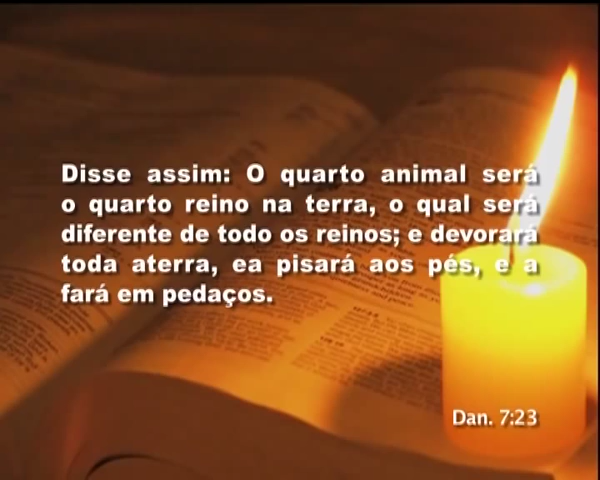 Disse assim: O quarto animal será
o quarto reino na terra, o qual será
diferente de todo os reinos; e devorará
toda aterra, ea pisará aos pés, e a
fará em pedaços.
Dan. 7:23